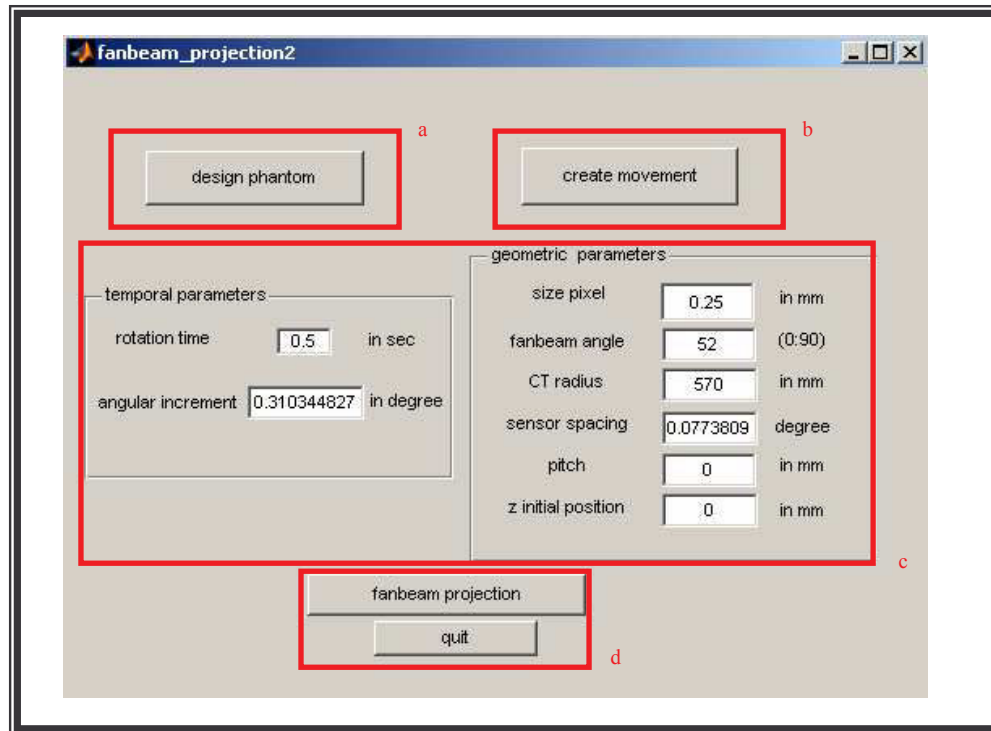 fanbeam_projection2
a
b
design phantom
create movement
temporal parameters
rotation time 0.5 in sec
angular increment 0.310344827 in degree
geometric parameters
size pixel 0.25 in mm
fanbeam angle 52 (0:90)
CT radius 570 in mm
sensor spacing 0.0773809 degree
pitch 0 in mm
z initial position 0 in mm
c
fanbeam projection
quit
d